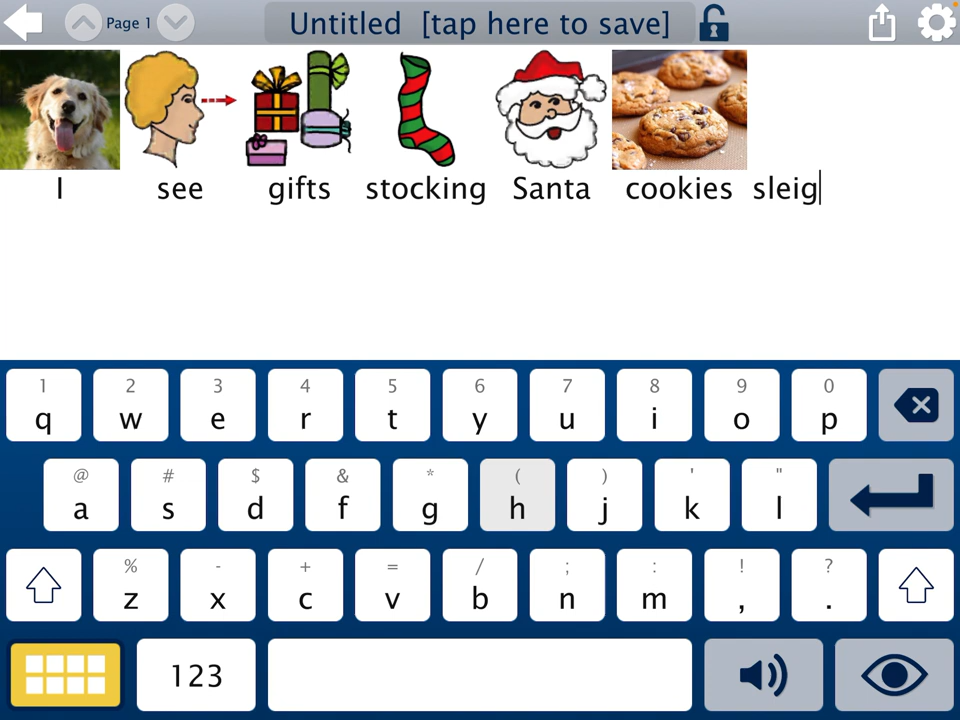 Page 1
Untitled [tap here to save]
I see gifts stocking Santa cookies sleig
1 2 3 4 5 6 7 8 9 0
q w e r t y u i o p
@ # $ & * ( ) ' "
a s d f g h j k l
% - + = / ; : ! ?
z x c v b n m , .
123